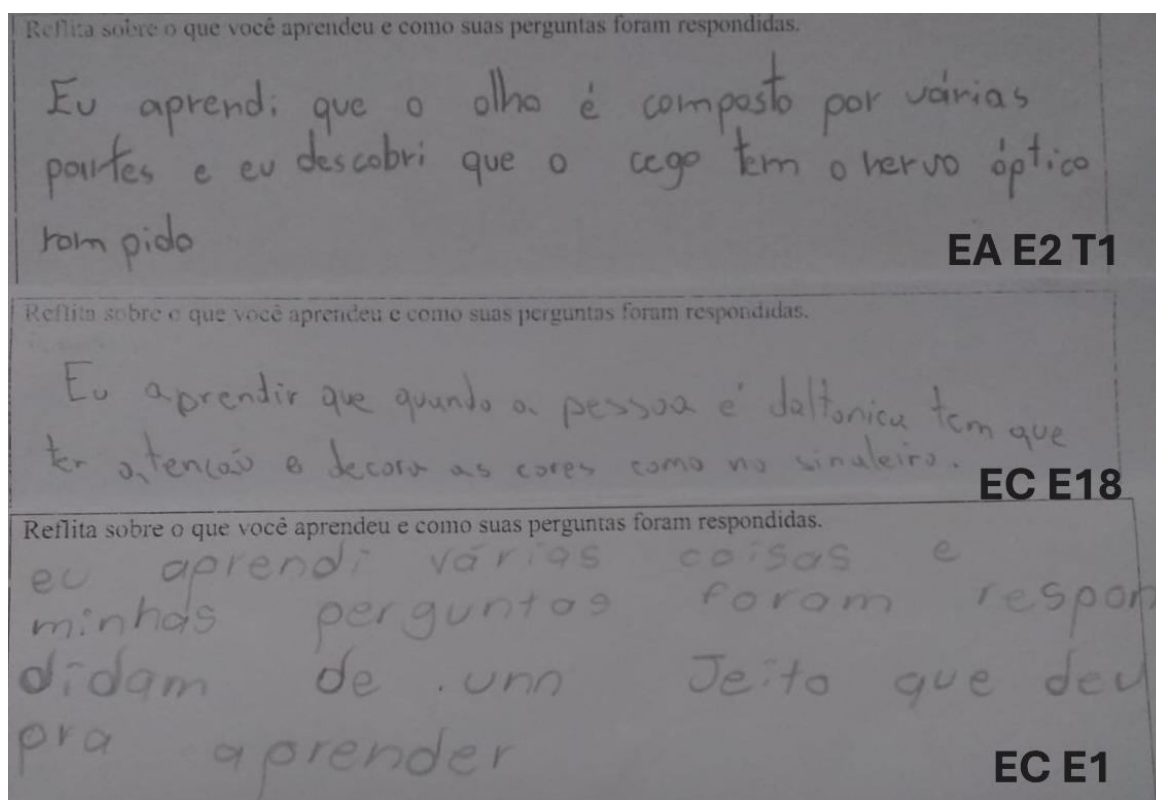 Reflita sobre o que você aprendeu e como suas perguntas foram respondidas.
Eu aprendi que o olho é composto por várias
partes e eu descobri que o cego tem o nervo óptico
rompido
EA E2 T1
Reflita sobre o que você aprendeu e como suas perguntas foram respondidas.
Eu aprendir que quando a pessoa é daltonica tem que
ter atencaõ e decora as cores como no sinaleiro.
EC E18
Reflita sobre o que você aprendeu e como suas perguntas foram respondidas.
eu aprendi várias coisas e
minhas perguntas foram respon
didam de um Jeito que deu
pra aprender
EC E1